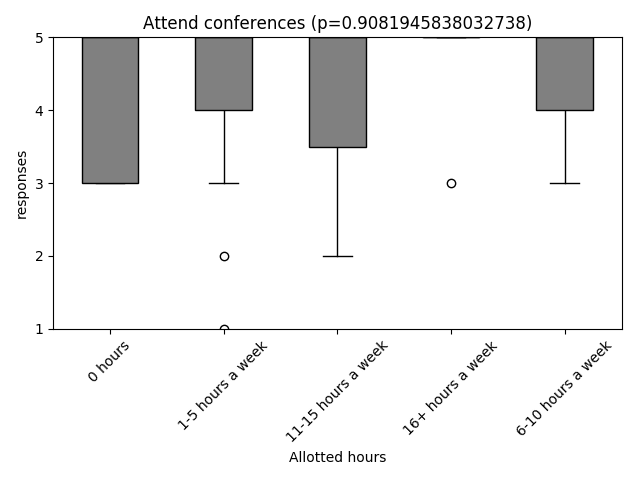 Attend conferences (p=0.9081945838032738)
responses
5
4
3
2
1
0 hours
1-5 hours a week
11-15 hours a week
16+ hours a week
6-10 hours a week
Allotted hours